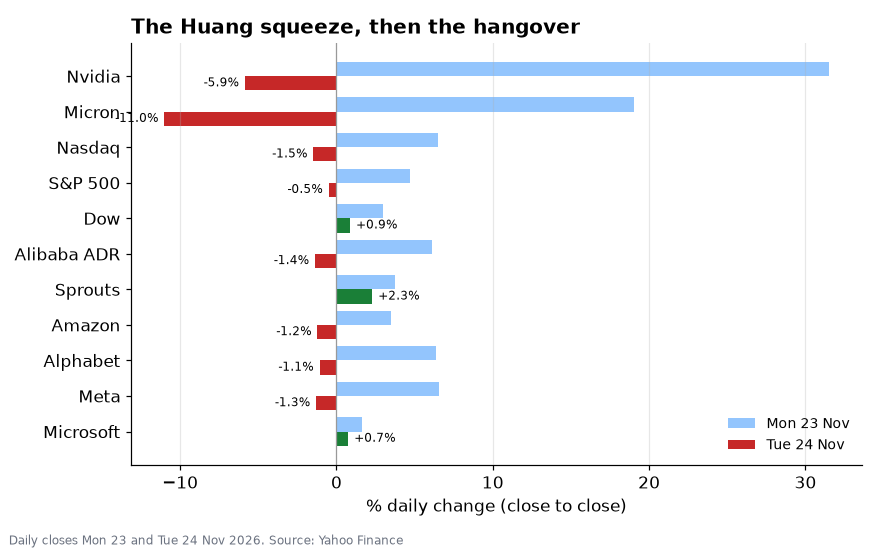 The Huang squeeze, then the hangover
Nvidia
-5.9%
Micron
-11.0%
Nasdaq
-1.5%
S&P 500
-0.5%
Dow
+0.9%
Alibaba ADR
-1.4%
Sprouts
+2.3%
Amazon
-1.2%
Alphabet
-1.1%
Meta
-1.3%
Microsoft
+0.7%
Mon 23 Nov
Tue 24 Nov
−10 0 10 20 30
% daily change (close to close)
Daily closes Mon 23 and Tue 24 Nov 2026. Source: Yahoo Finance